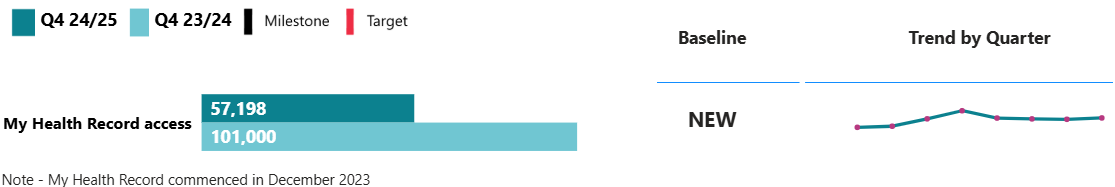 Q4 24/25 Q4 23/24 Milestone Target
Baseline Trend by Quarter
My Health Record access 57,198 NEW
101,000
Note - My Health Record commenced in December 2023